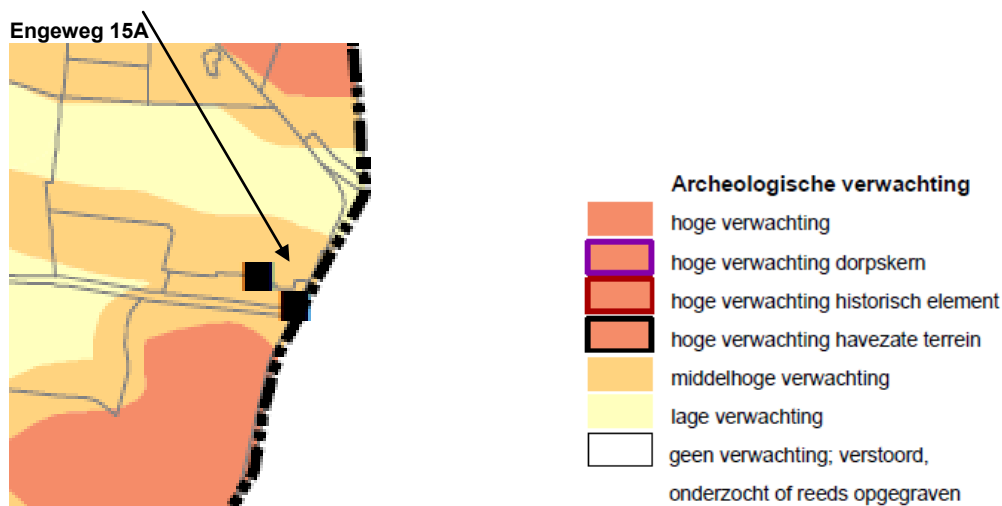 Engeweg 15A
Archeologische verwachting
hoge verwachting
hoge verwachting dorpskern
hoge verwachting historisch element
hoge verwachting havezate terrein
middelhoge verwachting
lage verwachting
geen verwachting; verstoord,
onderzocht of reeds opgegraven